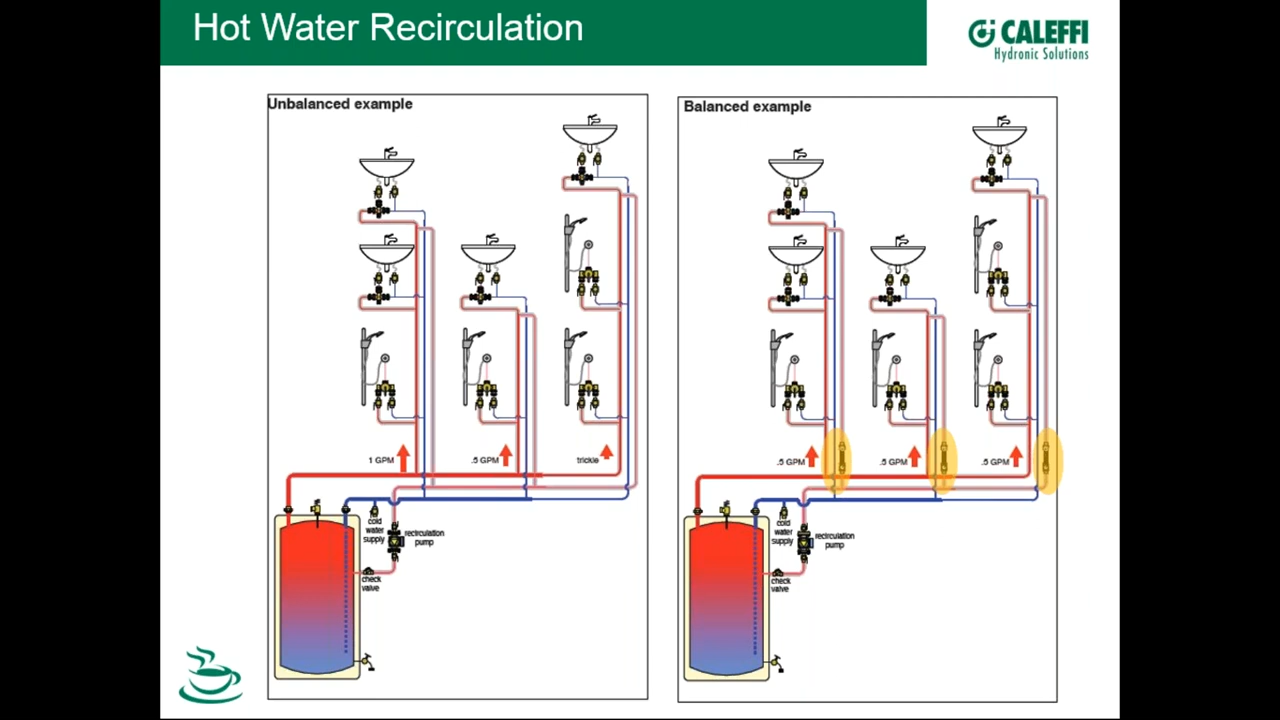 Hot Water Recirculation
CALEFFI
Hydronic Solutions
Unbalanced example
1 GPM
.5 GPM
trickle
cold
water
supply
recirculation
pump
check
valve
Balanced example
.5 GPM
.5 GPM
.5 GPM
cold
water
supply
recirculation
pump
check
valve